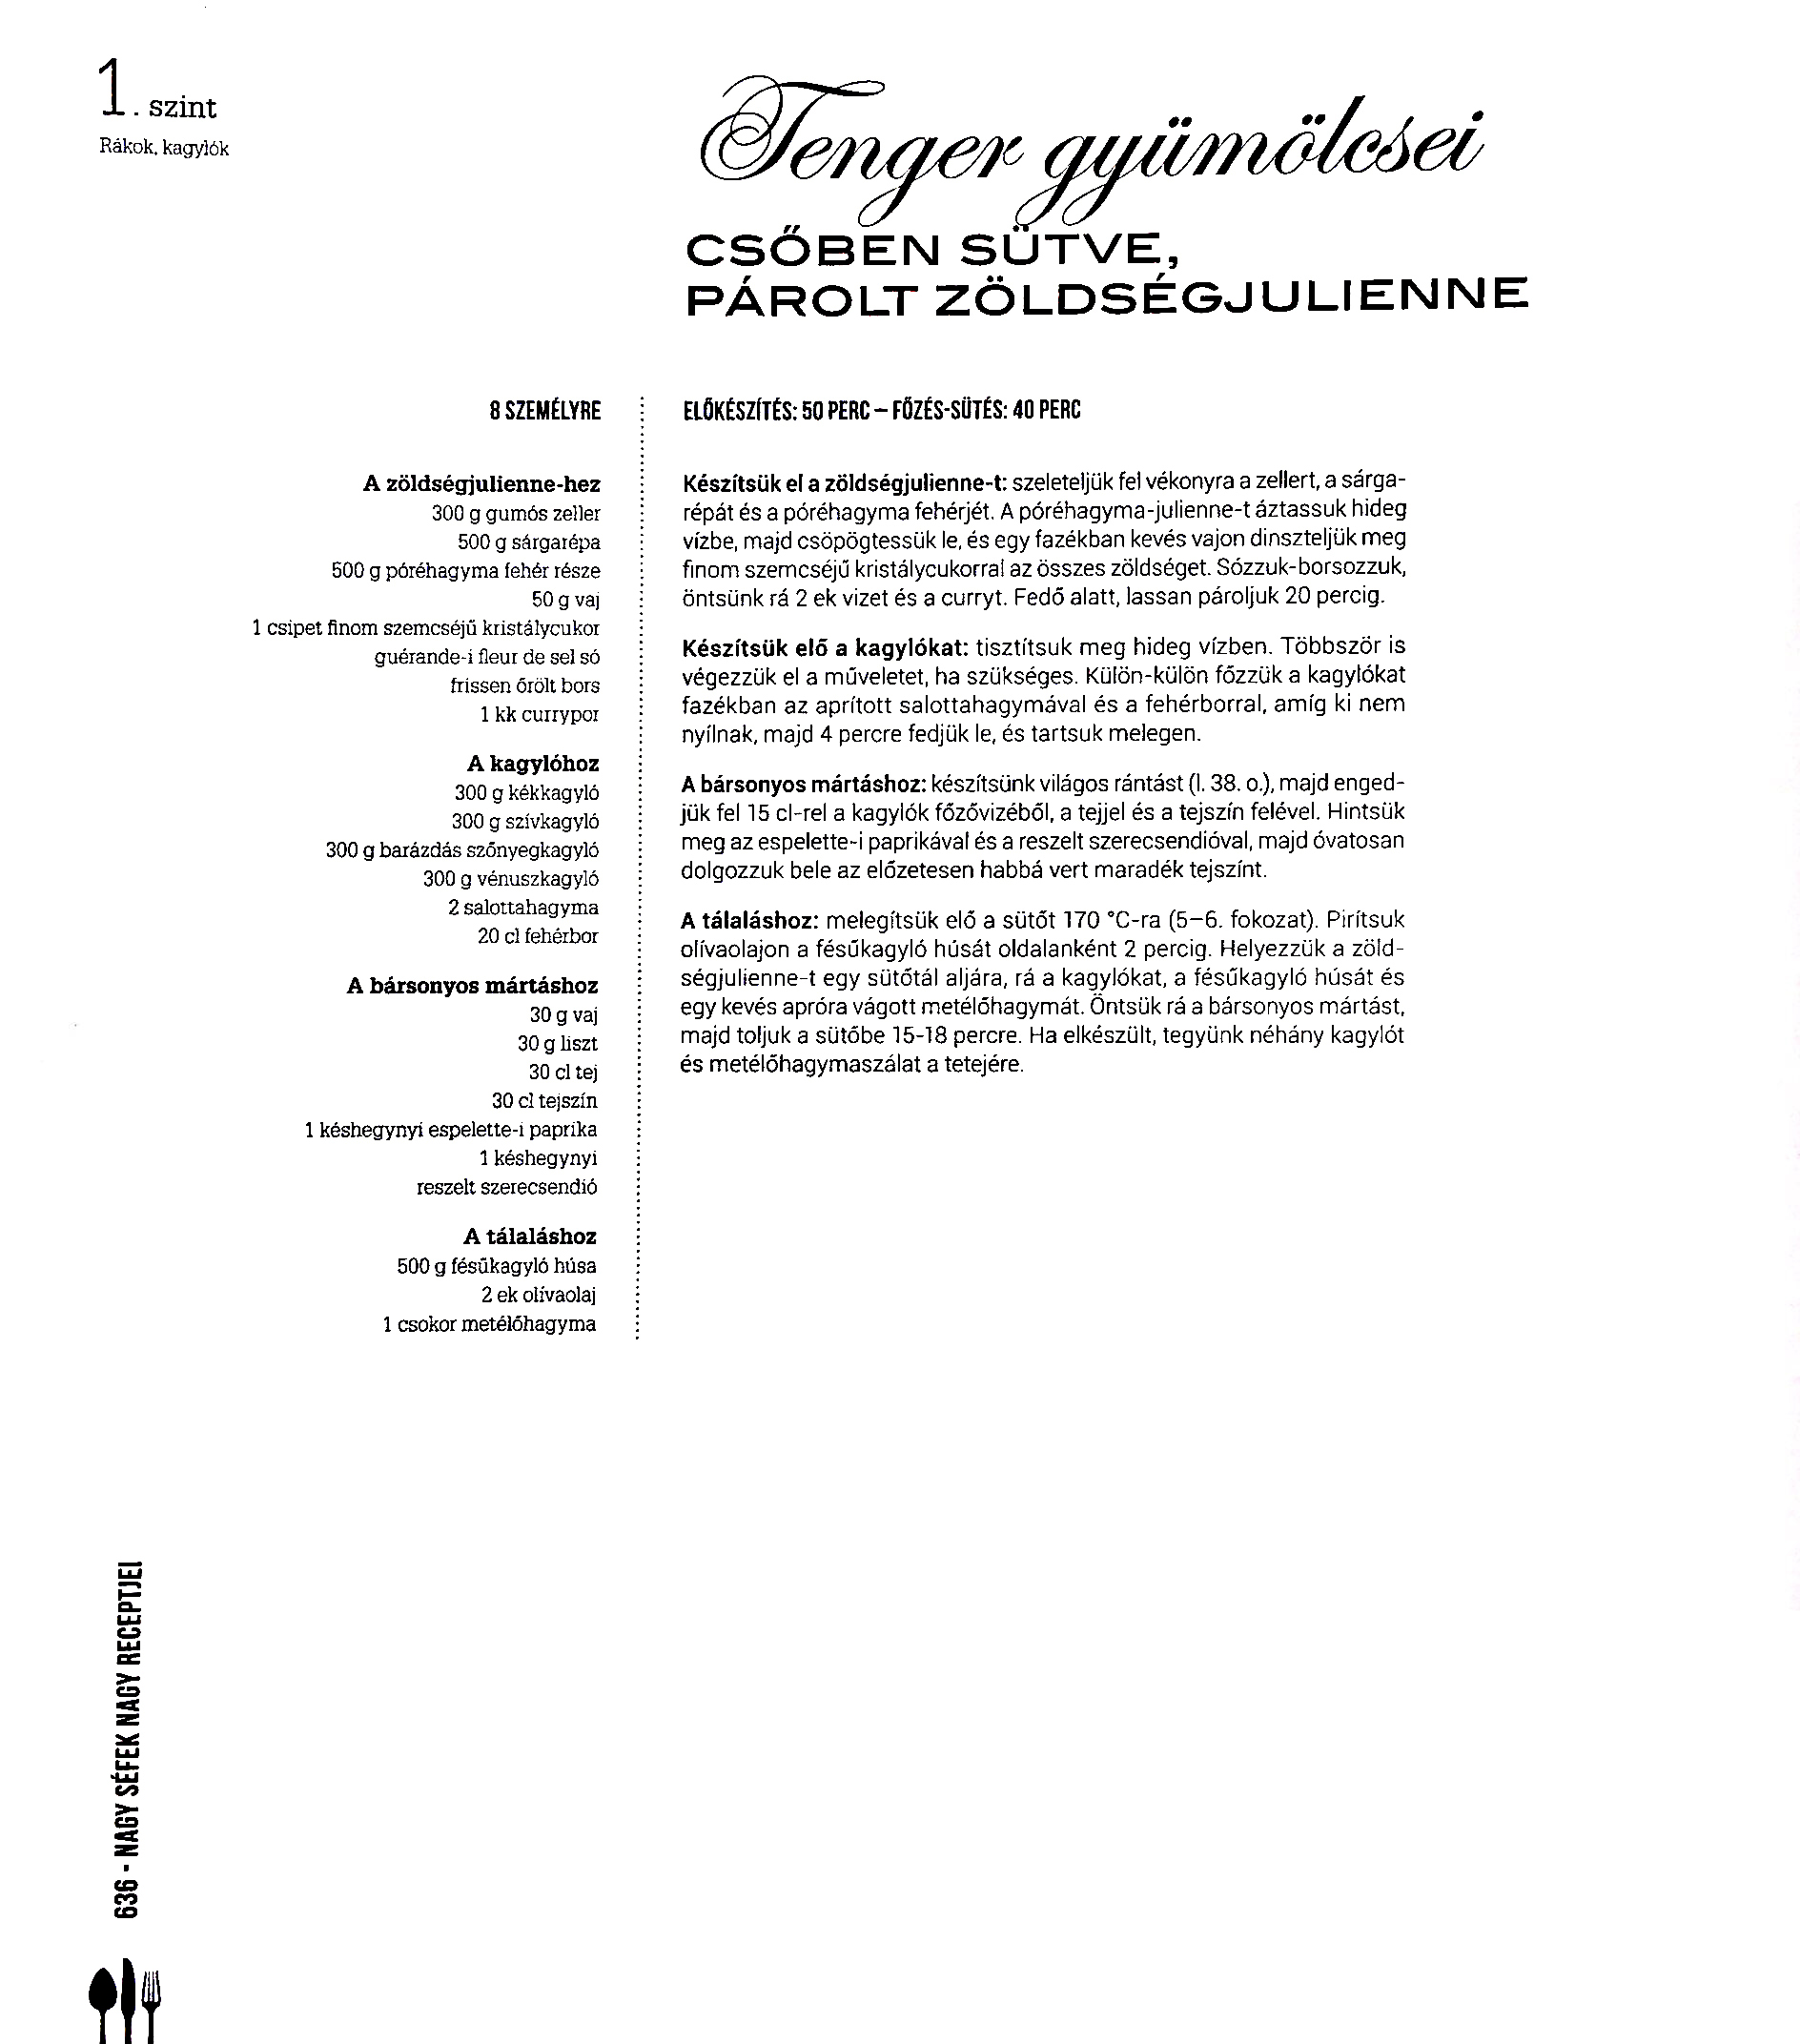 1. szint
Rákok, kagylók
Tenger gyümölcsei
CSŐBEN SÜTVE,
PÁROLT ZÖLDSÉGJULIENNE
8 SZEMÉLYRE
A zöldségjulienne-hez
300 g gumós zeller
500 g sárgarépa
500 g póréhagyma fehér része
50 g vaj
1 csipet finom szemcséjű kristálycukor
guérande-i fleur de sel só
frissen őrölt bors
1 kk currypor
A kagylóhoz
300 g kékkagyló
300 g szívkagyló
300 g barázdás szőnyegkagyló
300 g vénuszkagyló
2 salottahagyma
20 cl fehérbor
A bársonyos mártáshoz
30 g vaj
30 g liszt
30 cl tej
30 cl tejszín
1 késhegynyi espelette-i paprika
1 késhegynyi
reszelt szerecsendió
A tálaláshoz
500 g fésűkagyló húsa
2 ek olívaolaj
1 csokor metélőhagyma
ELŐKÉSZÍTÉS: 50 PERC – FŐZÉS-SÜTÉS: 40 PERC
Készítsük el a zöldségjulienne-t: szeleteljük fel vékonyra a zellert, a sárga-
répát és a póréhagyma fehérjét. A póréhagyma-julienne-t áztassuk hideg
vízbe, majd csöpögtessük le, és egy fazékban kevés vajon dinszteljük meg
finom szemcséjű kristálycukorral az összes zöldséget. Sózzuk-borsozzuk,
öntsünk rá 2 ek vizet és a curryt. Fedő alatt, lassan pároljuk 20 percig.
Készítsük elő a kagylókat: tisztítsuk meg hideg vízben. Többször is
végezzük el a műveletet, ha szükséges. Külön-külön főzzük a kagylókat
fazékban az aprított salottahagymával és a fehérborral, amíg ki nem
nyílnak, majd 4 percre fedjük le, és tartsuk melegen.
A bársonyos mártáshoz: készítsünk világos rántást (l. 38. o.), majd enged-
jük fel 15 cl-rel a kagylók főzővizéből, a tejjel és a tejszín felével. Hintsük
meg az espelette-i paprikával és a reszelt szerecsendióval, majd óvatosan
dolgozzuk bele az előzetesen habbá vert maradék tejszínt.
A tálaláshoz: melegítsük elő a sütőt 170 °C-ra (5–6. fokozat). Pirítsuk
olívaolajon a fésűkagyló húsát oldalanként 2 percig. Helyezzük a zöld-
ségjulienne-t egy sütőtál aljára, rá a kagylókat, a fésűkagyló húsát és
egy kevés apróra vágott metélőhagymát. Öntsük rá a bársonyos mártást,
majd toljuk a sütőbe 15-18 percre. Ha elkészült, tegyünk néhány kagylót
és metélőhagymaszálat a tetejére.
636 - NAGY SÉFEK NAGY RECEPTJEI